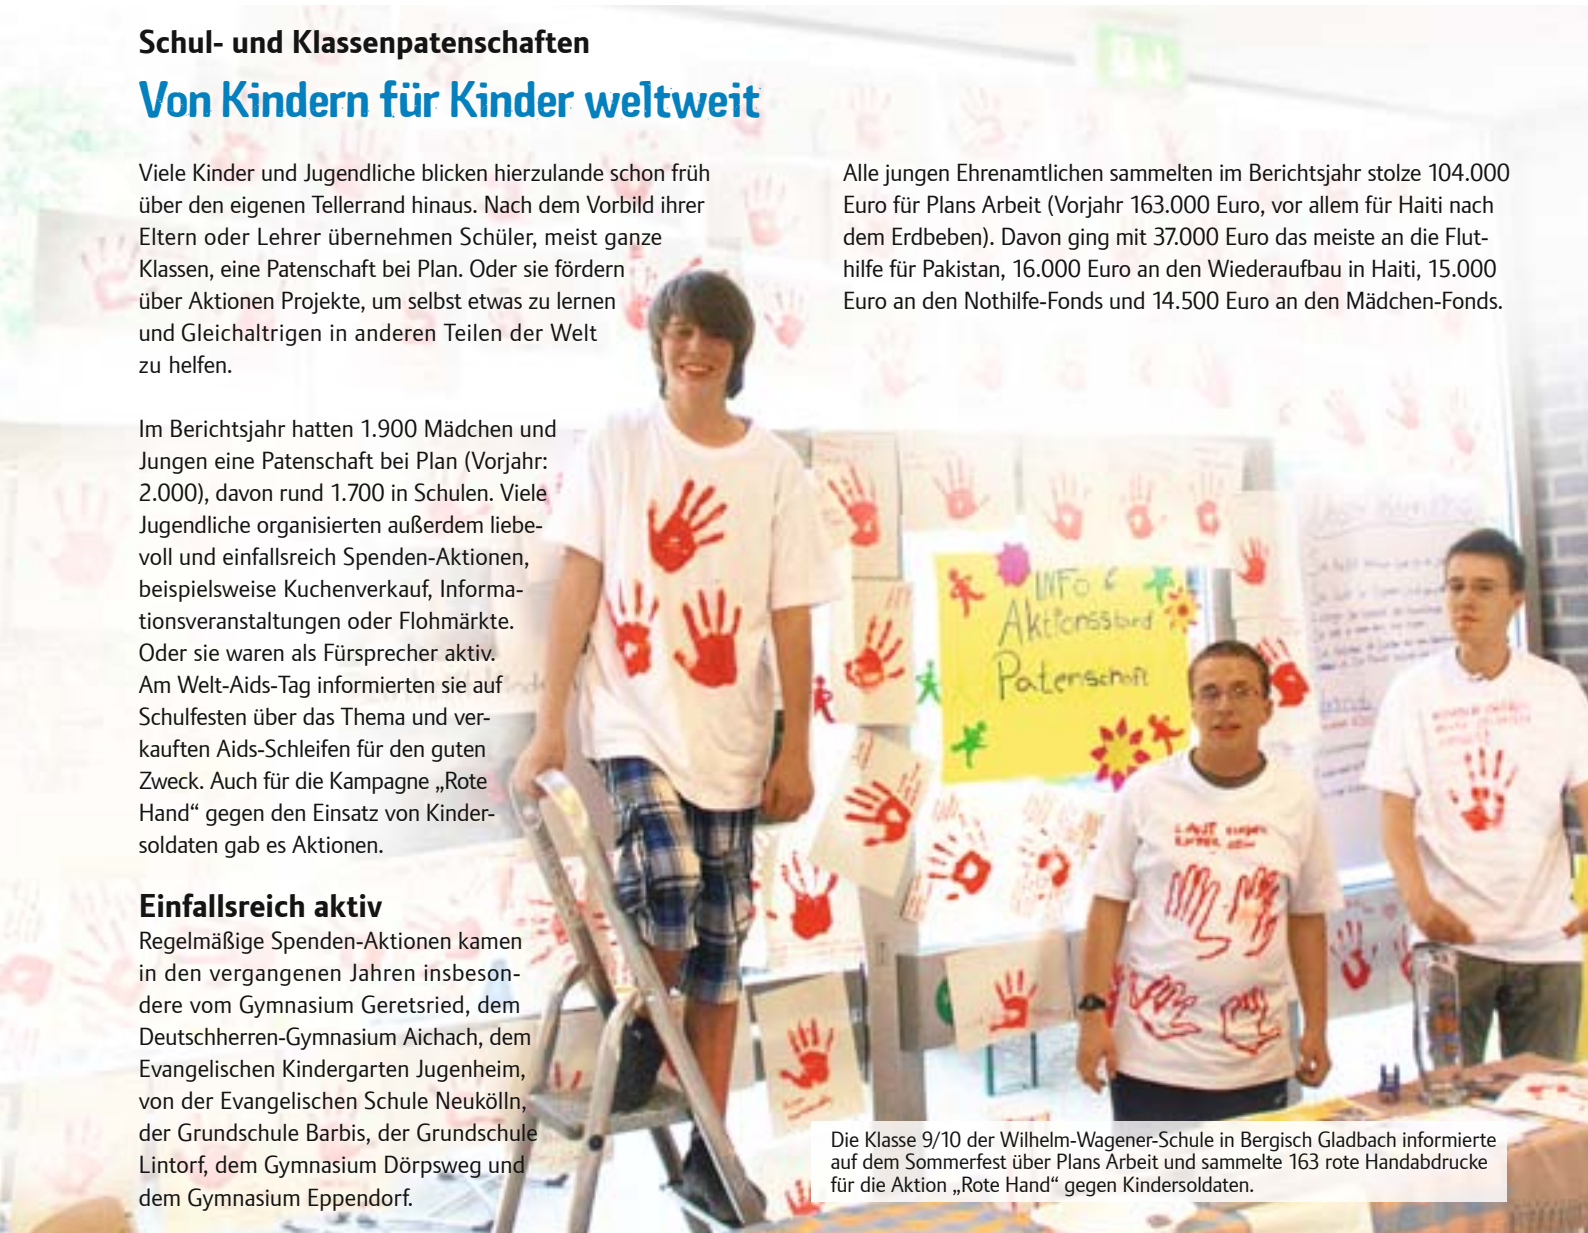 Schul- und Klassenpatenschaften
Von Kindern für Kinder weltweit
Viele Kinder und Jugendliche blicken hierzulande schon früh
über den eigenen Tellerrand hinaus. Nach dem Vorbild ihrer
Eltern oder Lehrer übernehmen Schüler, meist ganze
Klassen, eine Patenschaft bei Plan. Oder sie fördern
über Aktionen Projekte, um selbst etwas zu lernen
und Gleichaltrigen in anderen Teilen der Welt
zu helfen.
Im Berichtsjahr hatten 1.900 Mädchen und
Jungen eine Patenschaft bei Plan (Vorjahr:
2.000), davon rund 1.700 in Schulen. Viele
Jugendliche organisierten außerdem liebe-
voll und einfallsreich Spenden-Aktionen,
beispielsweise Kuchenverkauf, Informa-
tionsveranstaltungen oder Flohmärkte.
Oder sie waren als Fürsprecher aktiv.
Am Welt-Aids-Tag informierten sie auf
Schulfesten über das Thema und ver-
kauften Aids-Schleifen für den guten
Zweck. Auch für die Kampagne „Rote
Hand“ gegen den Einsatz von Kinder-
soldaten gab es Aktionen.
Einfallsreich aktiv
Regelmäßige Spenden-Aktionen kamen
in den vergangenen Jahren insbeson-
dere vom Gymnasium Geretsried, dem
Deutschherren-Gymnasium Aichach, dem
Evangelischen Kindergarten Jugenheim,
von der Evangelischen Schule Neukölln,
der Grundschule Barbis, der Grundschule
Lintorf, dem Gymnasium Dörpsweg und
dem Gymnasium Eppendorf.
Alle jungen Ehrenamtlichen sammelten im Berichtsjahr stolze 104.000
Euro für Plans Arbeit (Vorjahr 163.000 Euro, vor allem für Haiti nach
dem Erdbeben). Davon ging mit 37.000 Euro das meiste an die Flut-
hilfe für Pakistan, 16.000 Euro an den Wiederaufbau in Haiti, 15.000
Euro an den Nothilfe-Fonds und 14.500 Euro an den Mädchen-Fonds.
INFo &
Aktionsstand
Patenschaft
Die Klasse 9/10 der Wilhelm-Wagener-Schule in Bergisch Gladbach informierte
auf dem Sommerfest über Plans Arbeit und sammelte 163 rote Handabdrucke
für die Aktion „Rote Hand“ gegen Kindersoldaten.